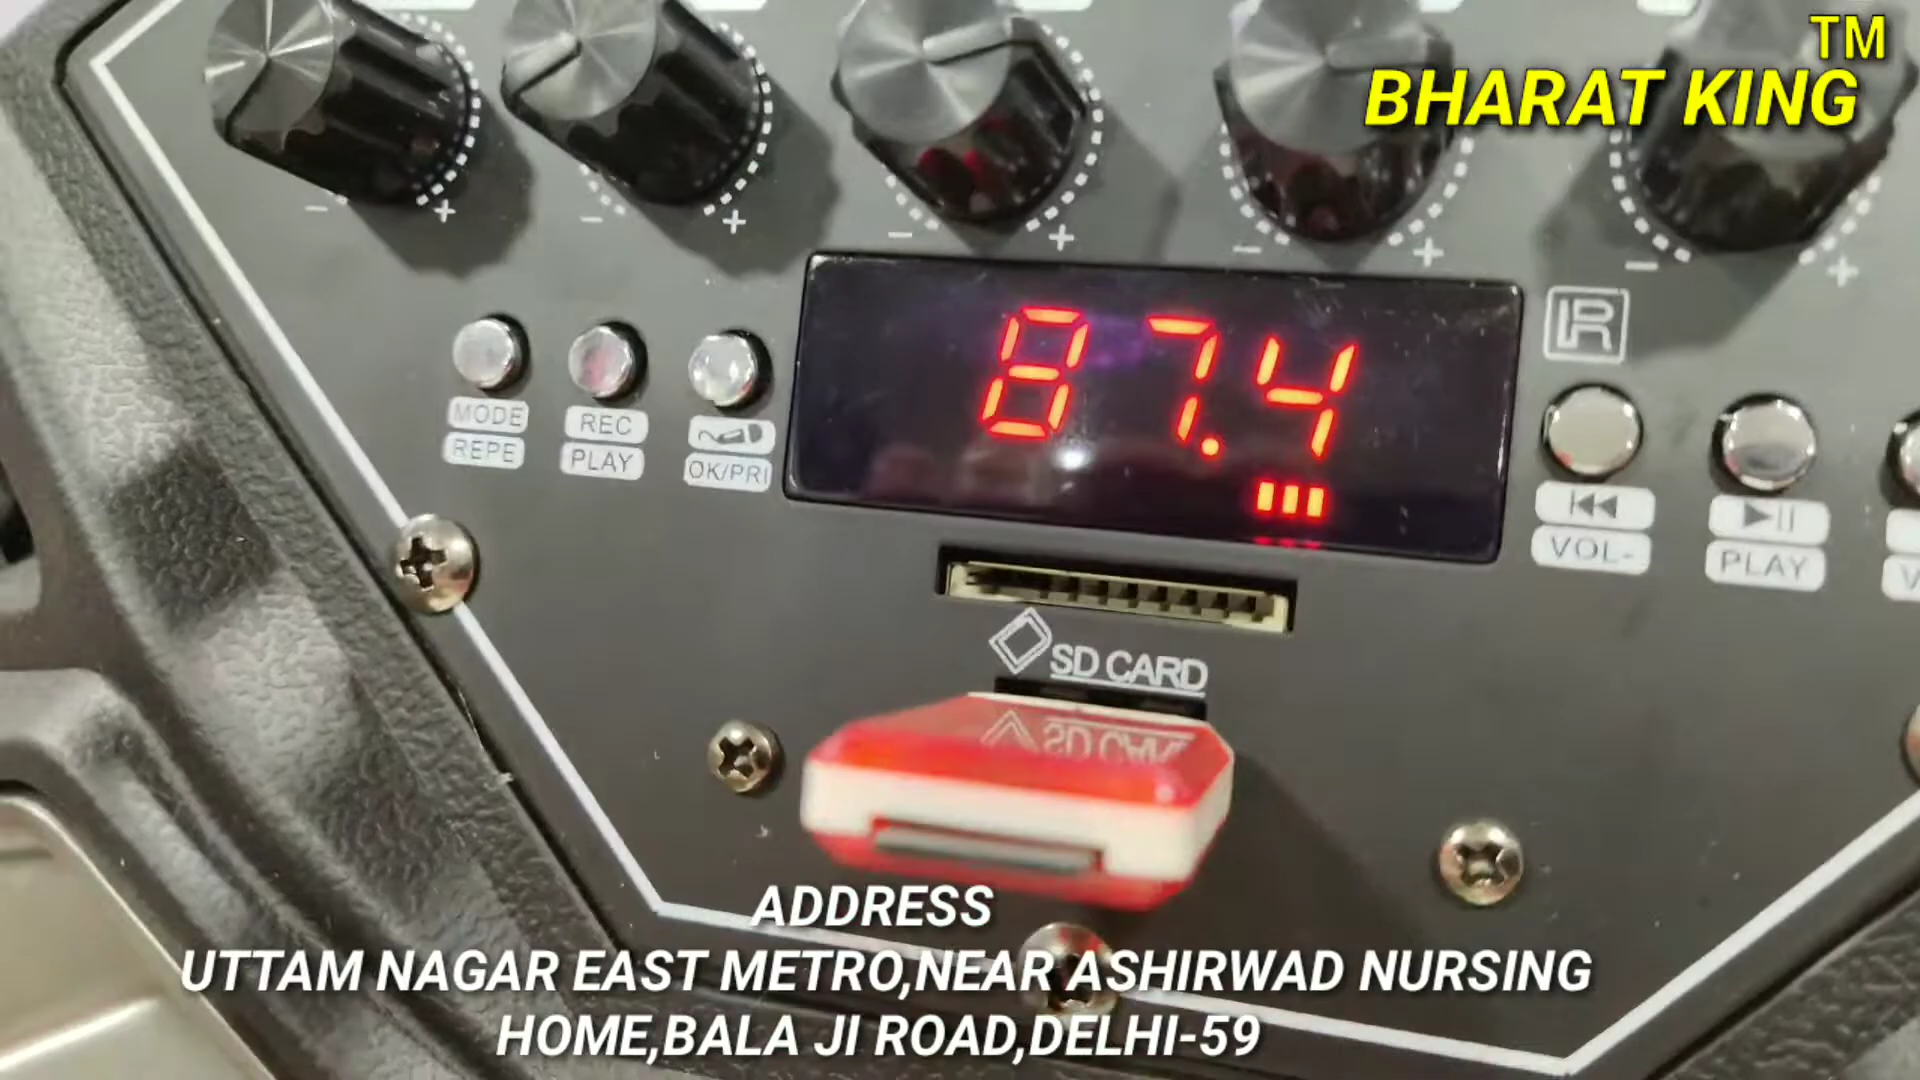 TM
BHARAT KING
87.4
MODE
REPE
REC
PLAY
OK/PRI
VOL-
PLAY
SD CARD
ADDRESS
UTTAM NAGAR EAST METRO,NEAR ASHIRWAD NURSING
HOME,BALA JI ROAD,DELHI-59